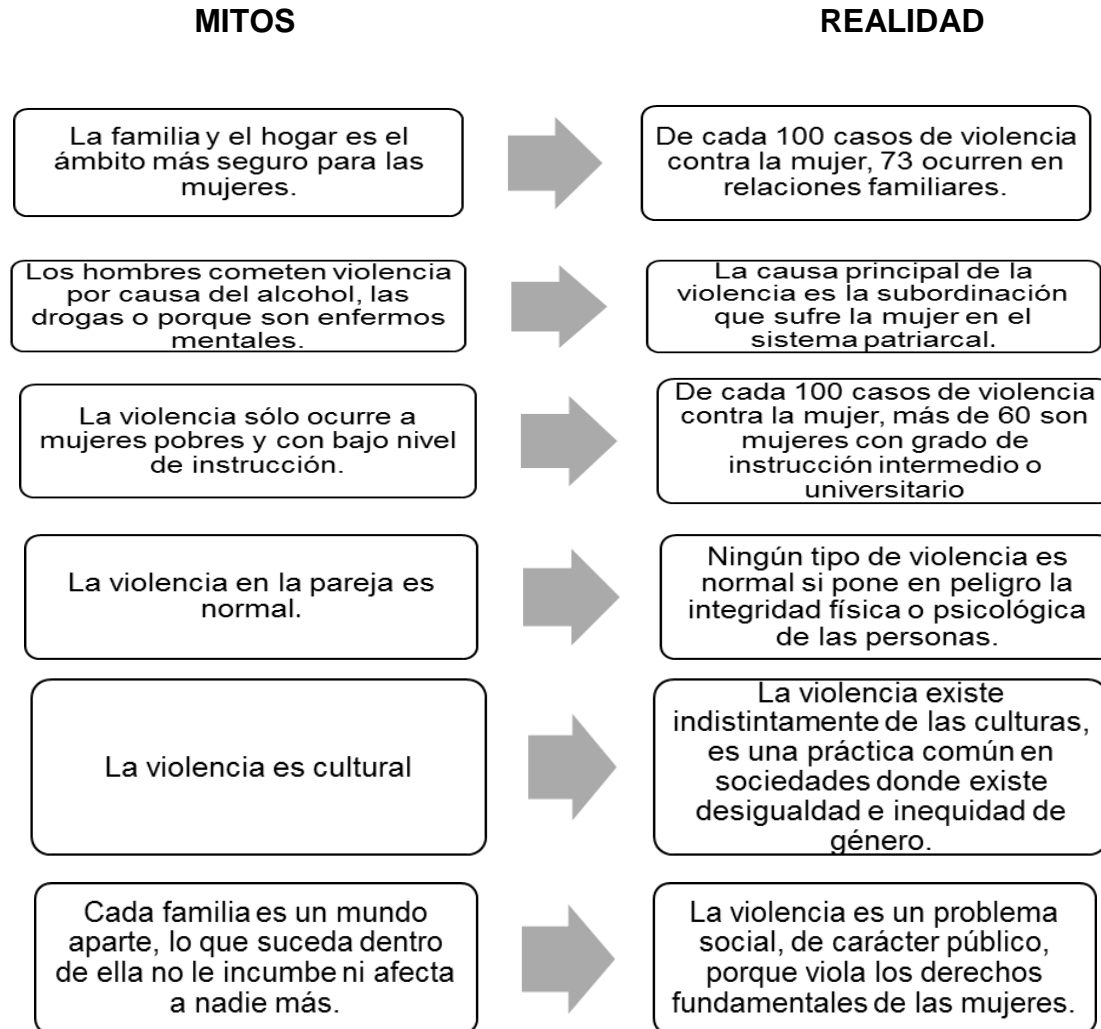 MITOS
REALIDAD
La familia y el hogar es el
ámbito más seguro para las
mujeres.
De cada 100 casos de violencia
contra la mujer, 73 ocurren en
relaciones familiares.
Los hombres cometen violencia
por causa del alcohol, las
drogas o porque son enfermos
mentales.
La causa principal de la
violencia es la subordinación
que sufre la mujer en el
sistema patriarcal.
La violencia sólo ocurre a
mujeres pobres y con bajo nivel
de instrucción.
De cada 100 casos de violencia
contra la mujer, más de 60 son
mujeres con grado de
instrucción intermedio o
universitario
La violencia en la pareja es
normal.
Ningún tipo de violencia es
normal si pone en peligro la
integridad física o psicológica
de las personas.
La violencia es cultural
La violencia existe
indistintamente de las culturas,
es una práctica común en
sociedades donde existe
desigualdad e inequidad de
género.
Cada familia es un mundo
aparte, lo que suceda dentro
de ella no le incumbe ni afecta
a nadie más.
La violencia es un problema
social, de carácter público,
porque viola los derechos
fundamentales de las mujeres.